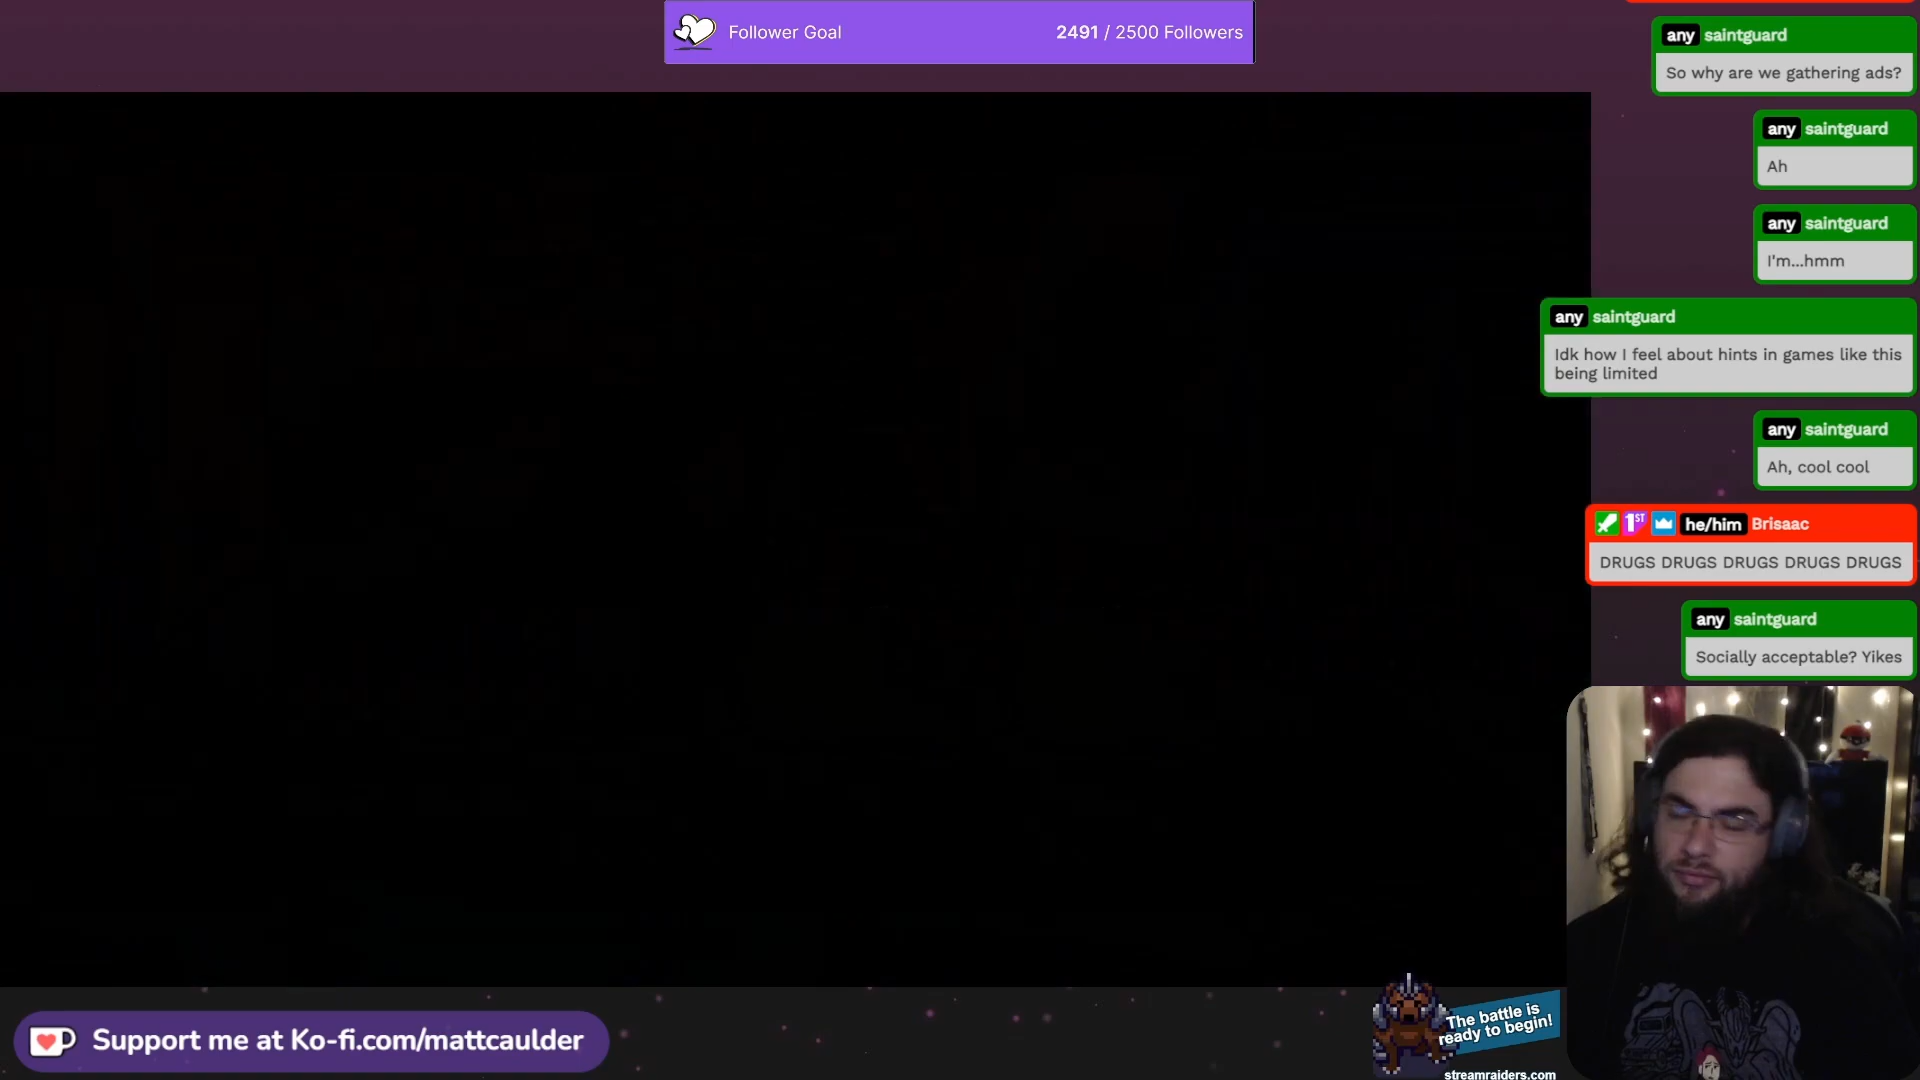 Follower Goal
2491 / 2500 Followers
any saintguard
So why are we gathering ads?
any saintguard
Ah
any saintguard
I'm...hmm
any saintguard
Idk how I feel about hints in games like this
being limited
any saintguard
Ah, cool cool
1ST he/him Brisaac
DRUGS DRUGS DRUGS DRUGS DRUGS
any saintguard
Socially acceptable? Yikes
Support me at Ko-fi.com/mattcaulder
The battle is
ready to begin!
streamraiders.com